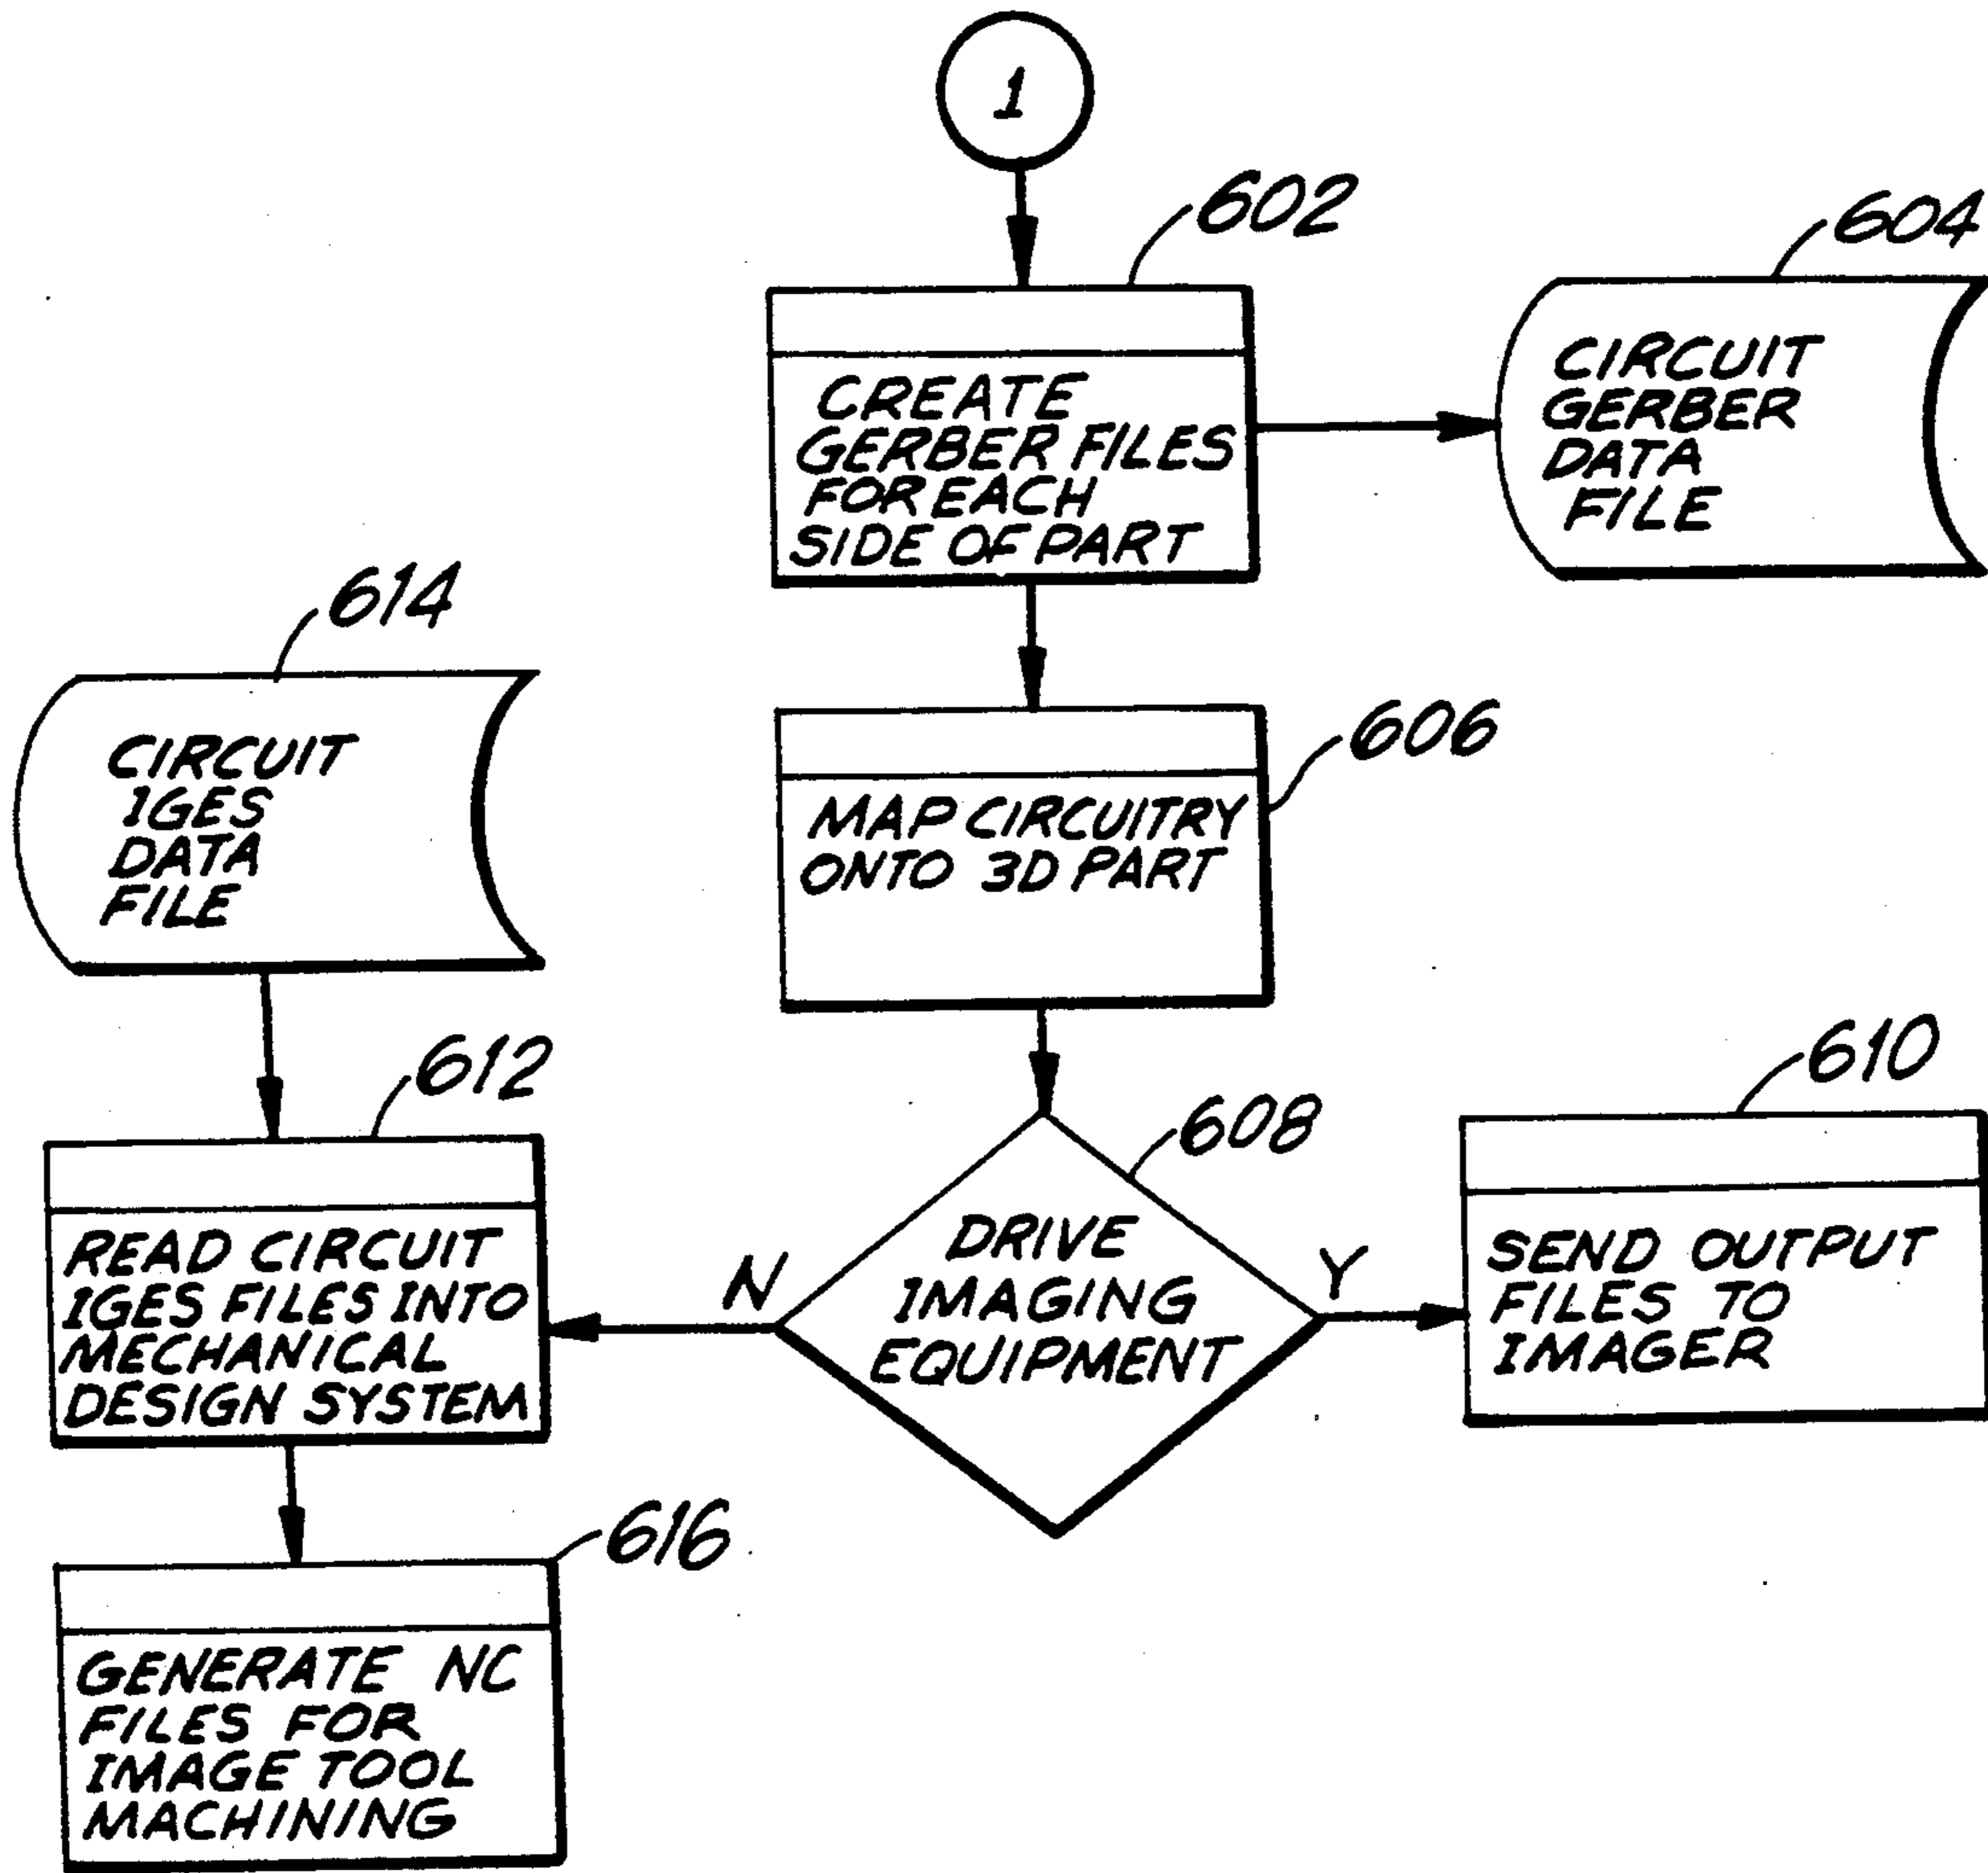 1
602
604
CREATE
GERBER FILES
FOR EACH
SIDE OF PART
CIRCUIT
GERBER
DATA
FILE
614
CIRCUIT
IGES
DATA
FILE
606
MAP CIRCUITRY
ONTO 3D PART
612
608
610
READ CIRCUIT
IGES FILES INTO
MECHANICAL
DESIGN SYSTEM
N
DRIVE
IMAGING
EQUIPMENT
Y
SEND OUTPUT
FILES TO
IMAGER
616
GENERATE NC
FILES FOR
IMAGE TOOL
MACHINING